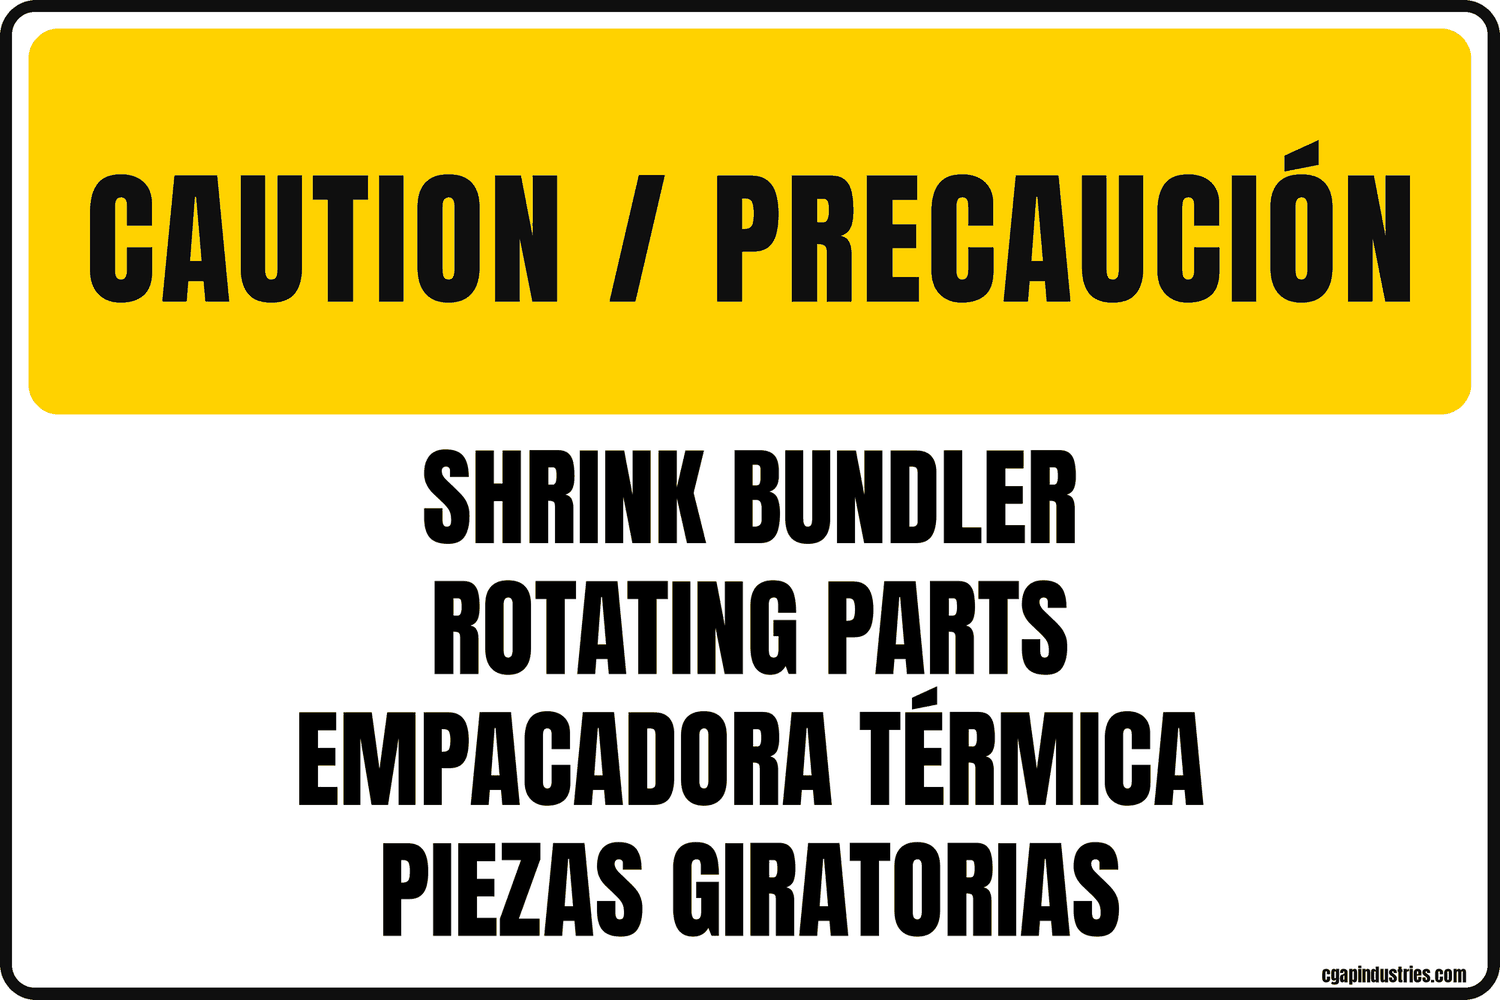 CAUTION / PRECAUCIÓN
SHRINK BUNDLER
ROTATING PARTS
EMPACADORA TÉRMICA
PIEZAS GIRATORIAS
cgapindustries.com